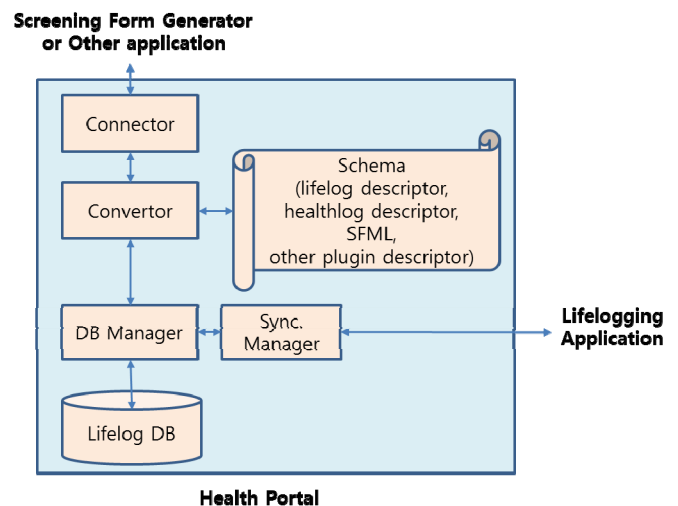 Screening Form Generator
or Other application
Connector
Convertor
Schema
(lifelog descriptor,
healthlog descriptor,
SFML,
other plugin descriptor)
DB Manager
Sync.
Manager
Lifelogging
Application
Lifelog DB
Health Portal